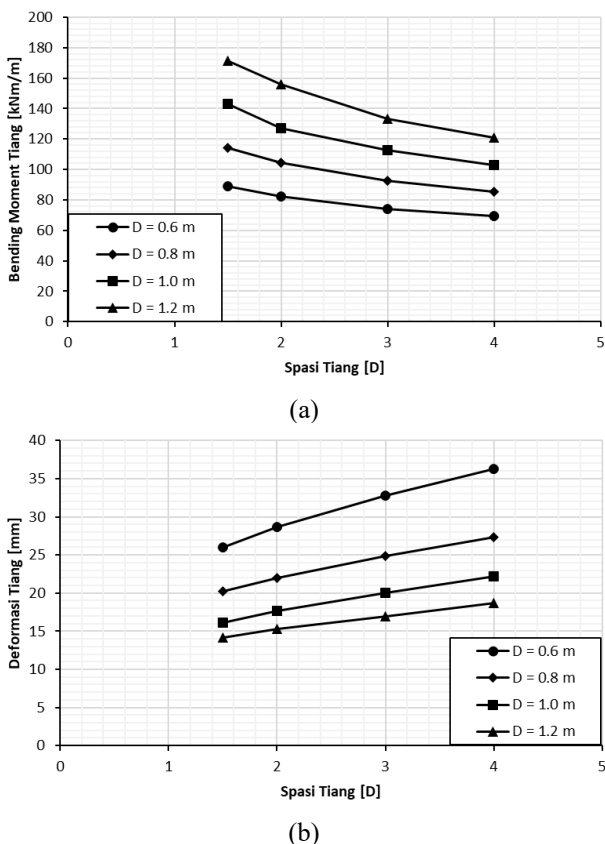 Bending Moment Tiang [kNm/m]
200
180
160
140
120
100
80
60
40
20
0
D = 0.6 m
D = 0.8 m
D = 1.0 m
D = 1.2 m
0 1 2 3 4 5
Spasi Tiang [D]
(a)
Deformasi Tiang [mm]
40
35
30
25
20
15
10
5
0
D = 0.6 m
D = 0.8 m
D = 1.0 m
D = 1.2 m
0 1 2 3 4 5
Spasi Tiang [D]
(b)